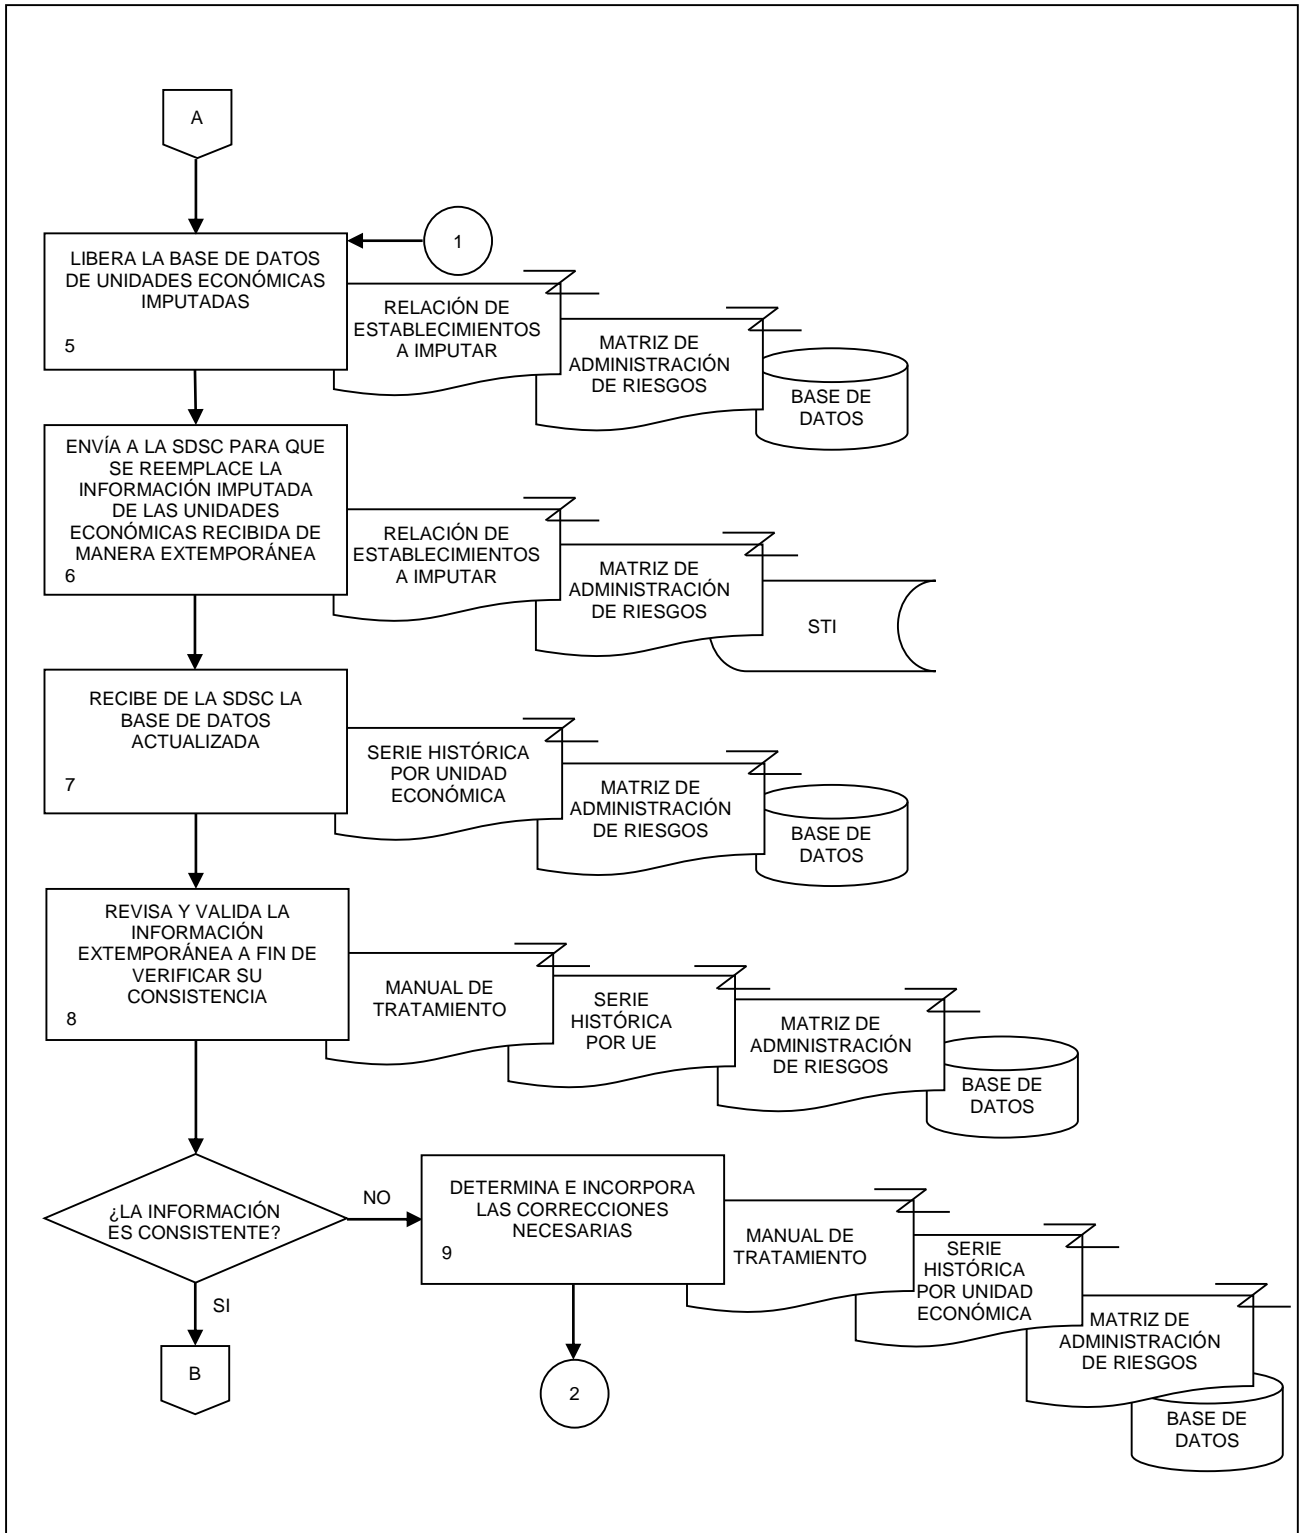 A
1
LIBERA LA BASE DE DATOS
DE UNIDADES ECONÓMICAS
IMPUTADAS
5
RELACIÓN DE
ESTABLECIMIENTOS
A IMPUTAR
MATRIZ DE
ADMINISTRACIÓN
DE RIESGOS
BASE DE
DATOS
ENVÍA A LA SDSC PARA QUE
SE REEMPLACE LA
INFORMACIÓN IMPUTADA
DE LAS UNIDADES
ECONÓMICAS RECIBIDA DE
MANERA EXTEMPORÁNEA
6
RELACIÓN DE
ESTABLECIMIENTOS
A IMPUTAR
MATRIZ DE
ADMINISTRACIÓN
DE RIESGOS
STI
RECIBE DE LA SDSC LA
BASE DE DATOS
ACTUALIZADA
7
SERIE HISTÓRICA
POR UNIDAD
ECONÓMICA
MATRIZ DE
ADMINISTRACIÓN
DE RIESGOS
BASE DE
DATOS
REVISA Y VALIDA LA
INFORMACIÓN
EXTEMPORÁNEA A FIN DE
VERIFICAR SU
CONSISTENCIA
8
MANUAL DE
TRATAMIENTO
SERIE
HISTÓRICA
POR UE
MATRIZ DE
ADMINISTRACIÓN
DE RIESGOS
BASE DE
DATOS
¿LA INFORMACIÓN
ES CONSISTENTE?
NO
SI
DETERMINA E INCORPORA
LAS CORRECCIONES
NECESARIAS
9
MANUAL DE
TRATAMIENTO
SERIE
HISTÓRICA
POR UNIDAD
ECONÓMICA
MATRIZ DE
ADMINISTRACIÓN
DE RIESGOS
BASE DE
DATOS
B
2